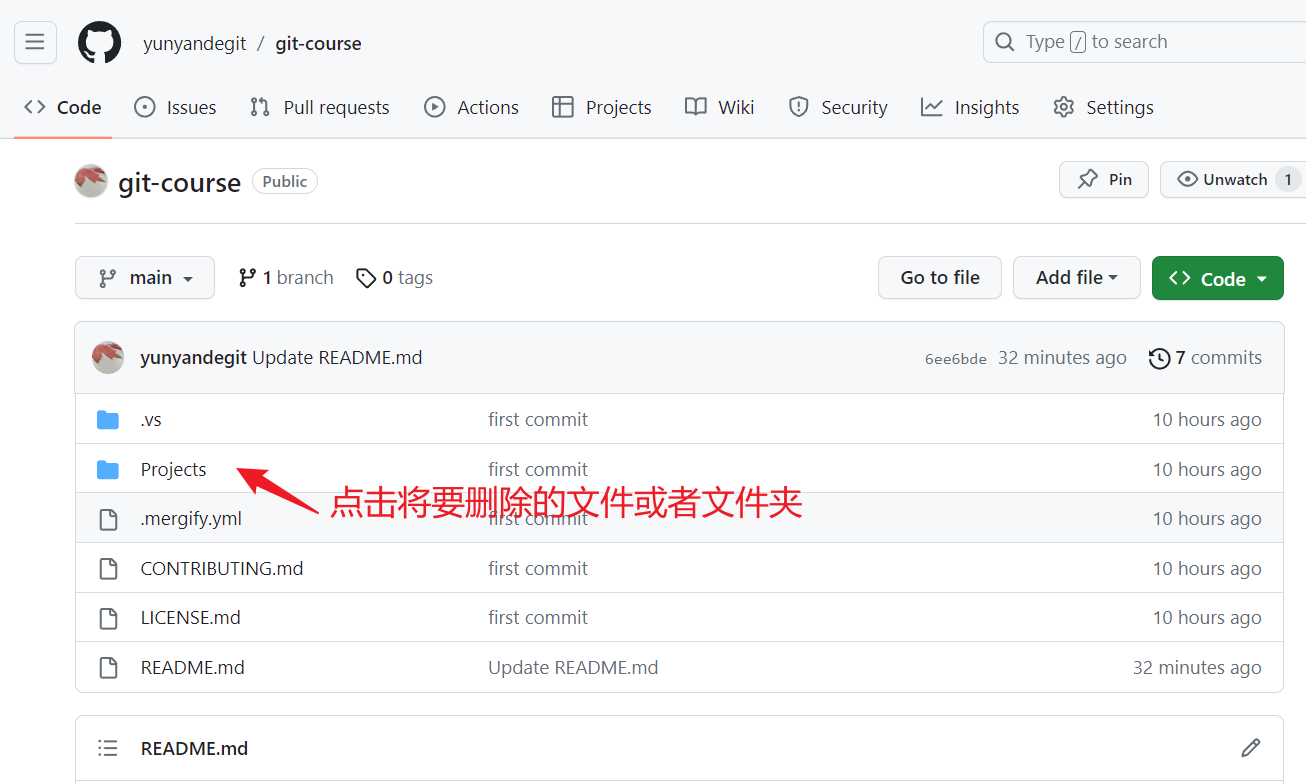 yunyandegit / git-course
Type / to search
Code Issues Pull requests Actions Projects Wiki Security Insights Settings
git-course Public
Pin Unwatch 1
main 1 branch 0 tags Go to file Add file Code
yunyandegit Update README.md 6ee6bde 32 minutes ago 7 commits
.vs first commit 10 hours ago
Projects first commit 10 hours ago
点击将要删除的文件或者文件夹
.mergify.yml first commit 10 hours ago
CONTRIBUTING.md first commit 10 hours ago
LICENSE.md first commit 10 hours ago
README.md Update README.md 32 minutes ago
README.md